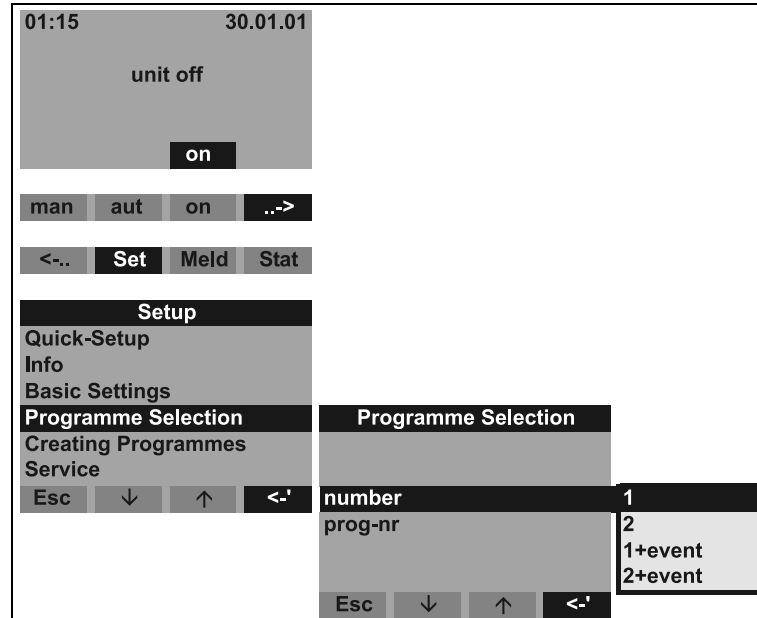 01:15 30.01.01
unit off
on
man aut on ..->
<-.. Set Meld Stat
Setup
Quick-Setup
Info
Basic Settings
Programme Selection
Creating Programmes
Service
Esc ↓ ↑ <-'
Programme Selection
number
prog-nr
Esc ↓ ↑ <-'
1
2
1+event
2+event